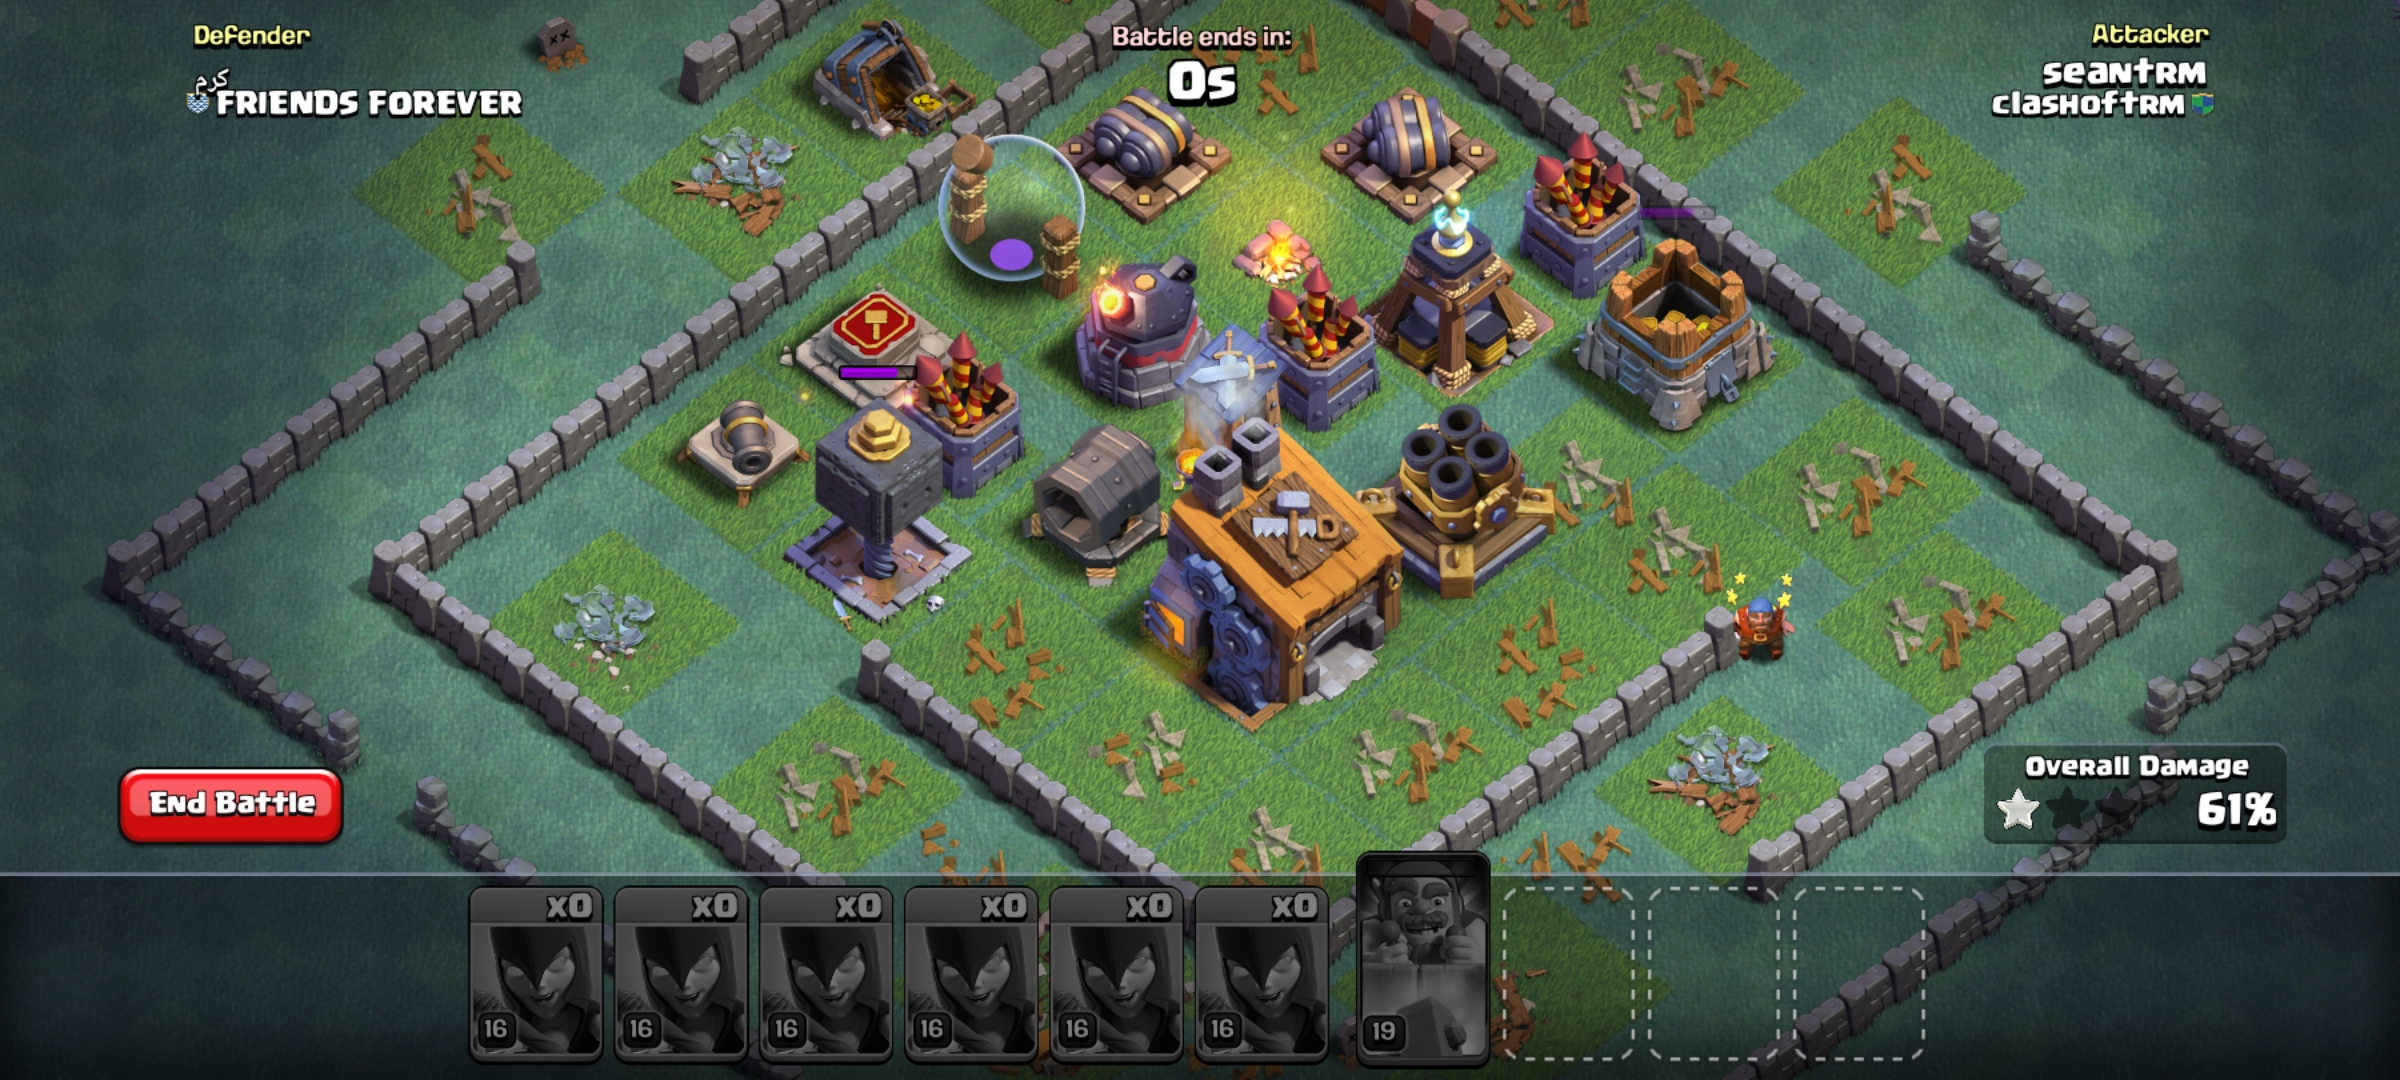 Defender
كرم
FRIENDS FOREVER
Battle ends in:
0s
Attacker
seantRM
clashoftRM
End Battle
Overall Damage
61%
x0
x0
x0
x0
x0
x0
16
16
16
16
16
16
19